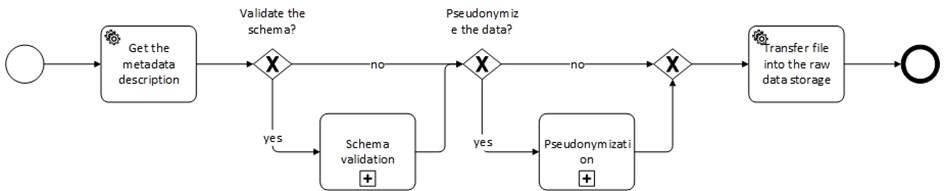 Validate the
schema?
Pseudonymiz
e the data?
Get the
metadata
description
no
no
Transfer file
into the raw
data storage
yes
Schema
validation
yes
Pseudonymizati
on